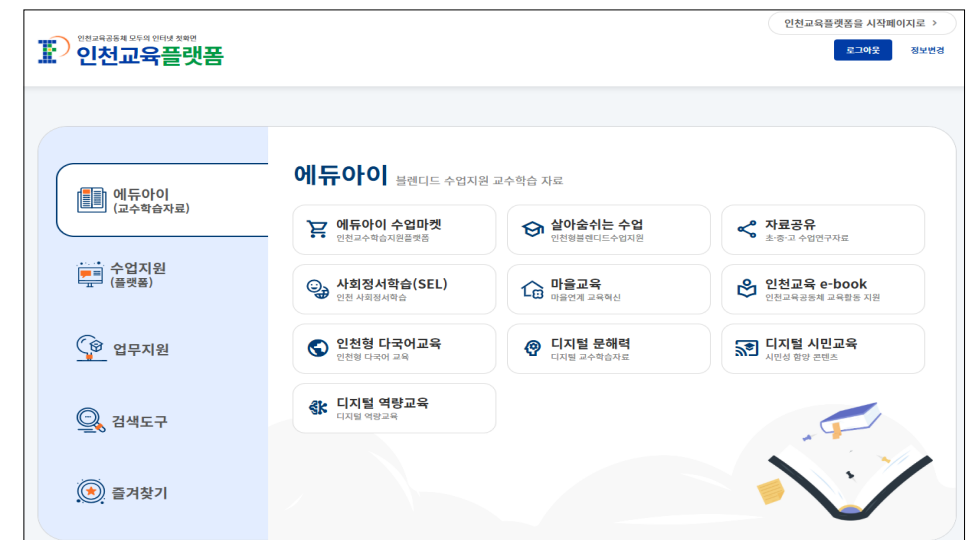 인천교육플랫폼을 시작페이지로 >
인천교육공동체 모두의 인터넷 첫화면
인천교육플랫폼
로그아웃
정보변경
에듀아이
(교수학습자료)
수업지원
(플랫폼)
업무지원
검색도구
즐겨찾기
에듀아이 블렌디드 수업지원 교수학습 자료
에듀아이 수업마켓
인천교수학습지원플랫폼
살아숨쉬는 수업
인천형블렌디드수업지원
자료공유
초·중·고 수업연구자료
사회정서학습(SEL)
인천 사회정서학습
마을교육
마을연계 교육혁신
인천교육 e-book
인천교육공동체 교육활동 지원
인천형 다국어교육
인천형 다국어 교육
디지털 문해력
디지털 교수학습자료
디지털 시민교육
시민성 함양 콘텐츠
디지털 역량교육
디지털 역량교육